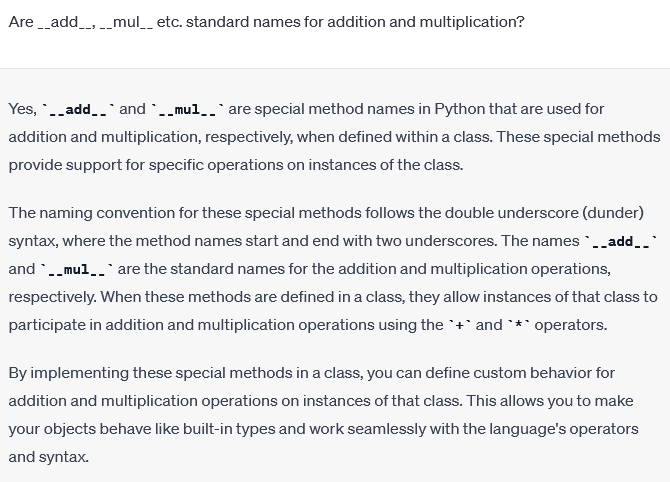 Are __add__, __mul__ etc. standard names for addition and multiplication?
Yes, `__add__` and `__mul__` are special method names in Python that are used for
addition and multiplication, respectively, when defined within a class. These special methods
provide support for specific operations on instances of the class.
The naming convention for these special methods follows the double underscore (dunder)
syntax, where the method names start and end with two underscores. The names `__add__`
and `__mul__` are the standard names for the addition and multiplication operations,
respectively. When these methods are defined in a class, they allow instances of that class to
participate in addition and multiplication operations using the `+` and `*` operators.
By implementing these special methods in a class, you can define custom behavior for
addition and multiplication operations on instances of that class. This allows you to make
your objects behave like built-in types and work seamlessly with the language's operators
and syntax.